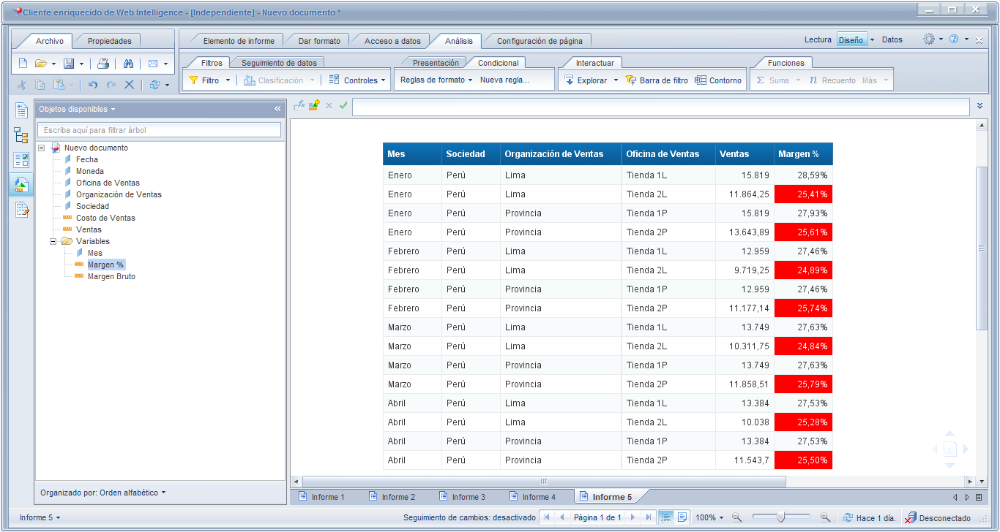 Cliente enriquecido de Web Intelligence - [Independiente] - Nuevo documento *
Archivo Propiedades Elemento de informe Dar formato Acceso a datos Análisis Configuración de página Lectura Diseño Datos
Filtros Seguimiento de datos Presentación Condicional Interactuar Funciones
Filtro Clasificación Controles Reglas de formato Nueva regla... Explorar Barra de filtro Contorno Σ Suma n Recuento Más
Objetos disponibles
Escriba aquí para filtrar árbol
Nuevo documento
Fecha
Moneda
Oficina de Ventas
Organización de Ventas
Sociedad
Costo de Ventas
Ventas
Variables
Mes
Margen %
Margen Bruto
Organizado por: Orden alfabético
Mes Sociedad Organización de Ventas Oficina de Ventas Ventas Margen %
Enero Perú Lima Tienda 1L 15.819 28,59%
Enero Perú Lima Tienda 2L 11.864,25 25,41%
Enero Perú Provincia Tienda 1P 15.819 27,93%
Enero Perú Provincia Tienda 2P 13.643,89 25,61%
Febrero Perú Lima Tienda 1L 12.959 27,46%
Febrero Perú Lima Tienda 2L 9.719,25 24,89%
Febrero Perú Provincia Tienda 1P 12.959 27,46%
Febrero Perú Provincia Tienda 2P 11.177,14 25,74%
Marzo Perú Lima Tienda 1L 13.749 27,63%
Marzo Perú Lima Tienda 2L 10.311,75 24,84%
Marzo Perú Provincia Tienda 1P 13.749 27,63%
Marzo Perú Provincia Tienda 2P 11.858,51 25,79%
Abril Perú Lima Tienda 1L 13.384 27,53%
Abril Perú Lima Tienda 2L 10.038 25,28%
Abril Perú Provincia Tienda 1P 13.384 27,53%
Abril Perú Provincia Tienda 2P 11.543,7 25,50%
Informe 1 Informe 2 Informe 3 Informe 4 Informe 5
Informe 5 Seguimiento de cambios: desactivado Página 1 de 1 100% Hace 1 día. Desconectado